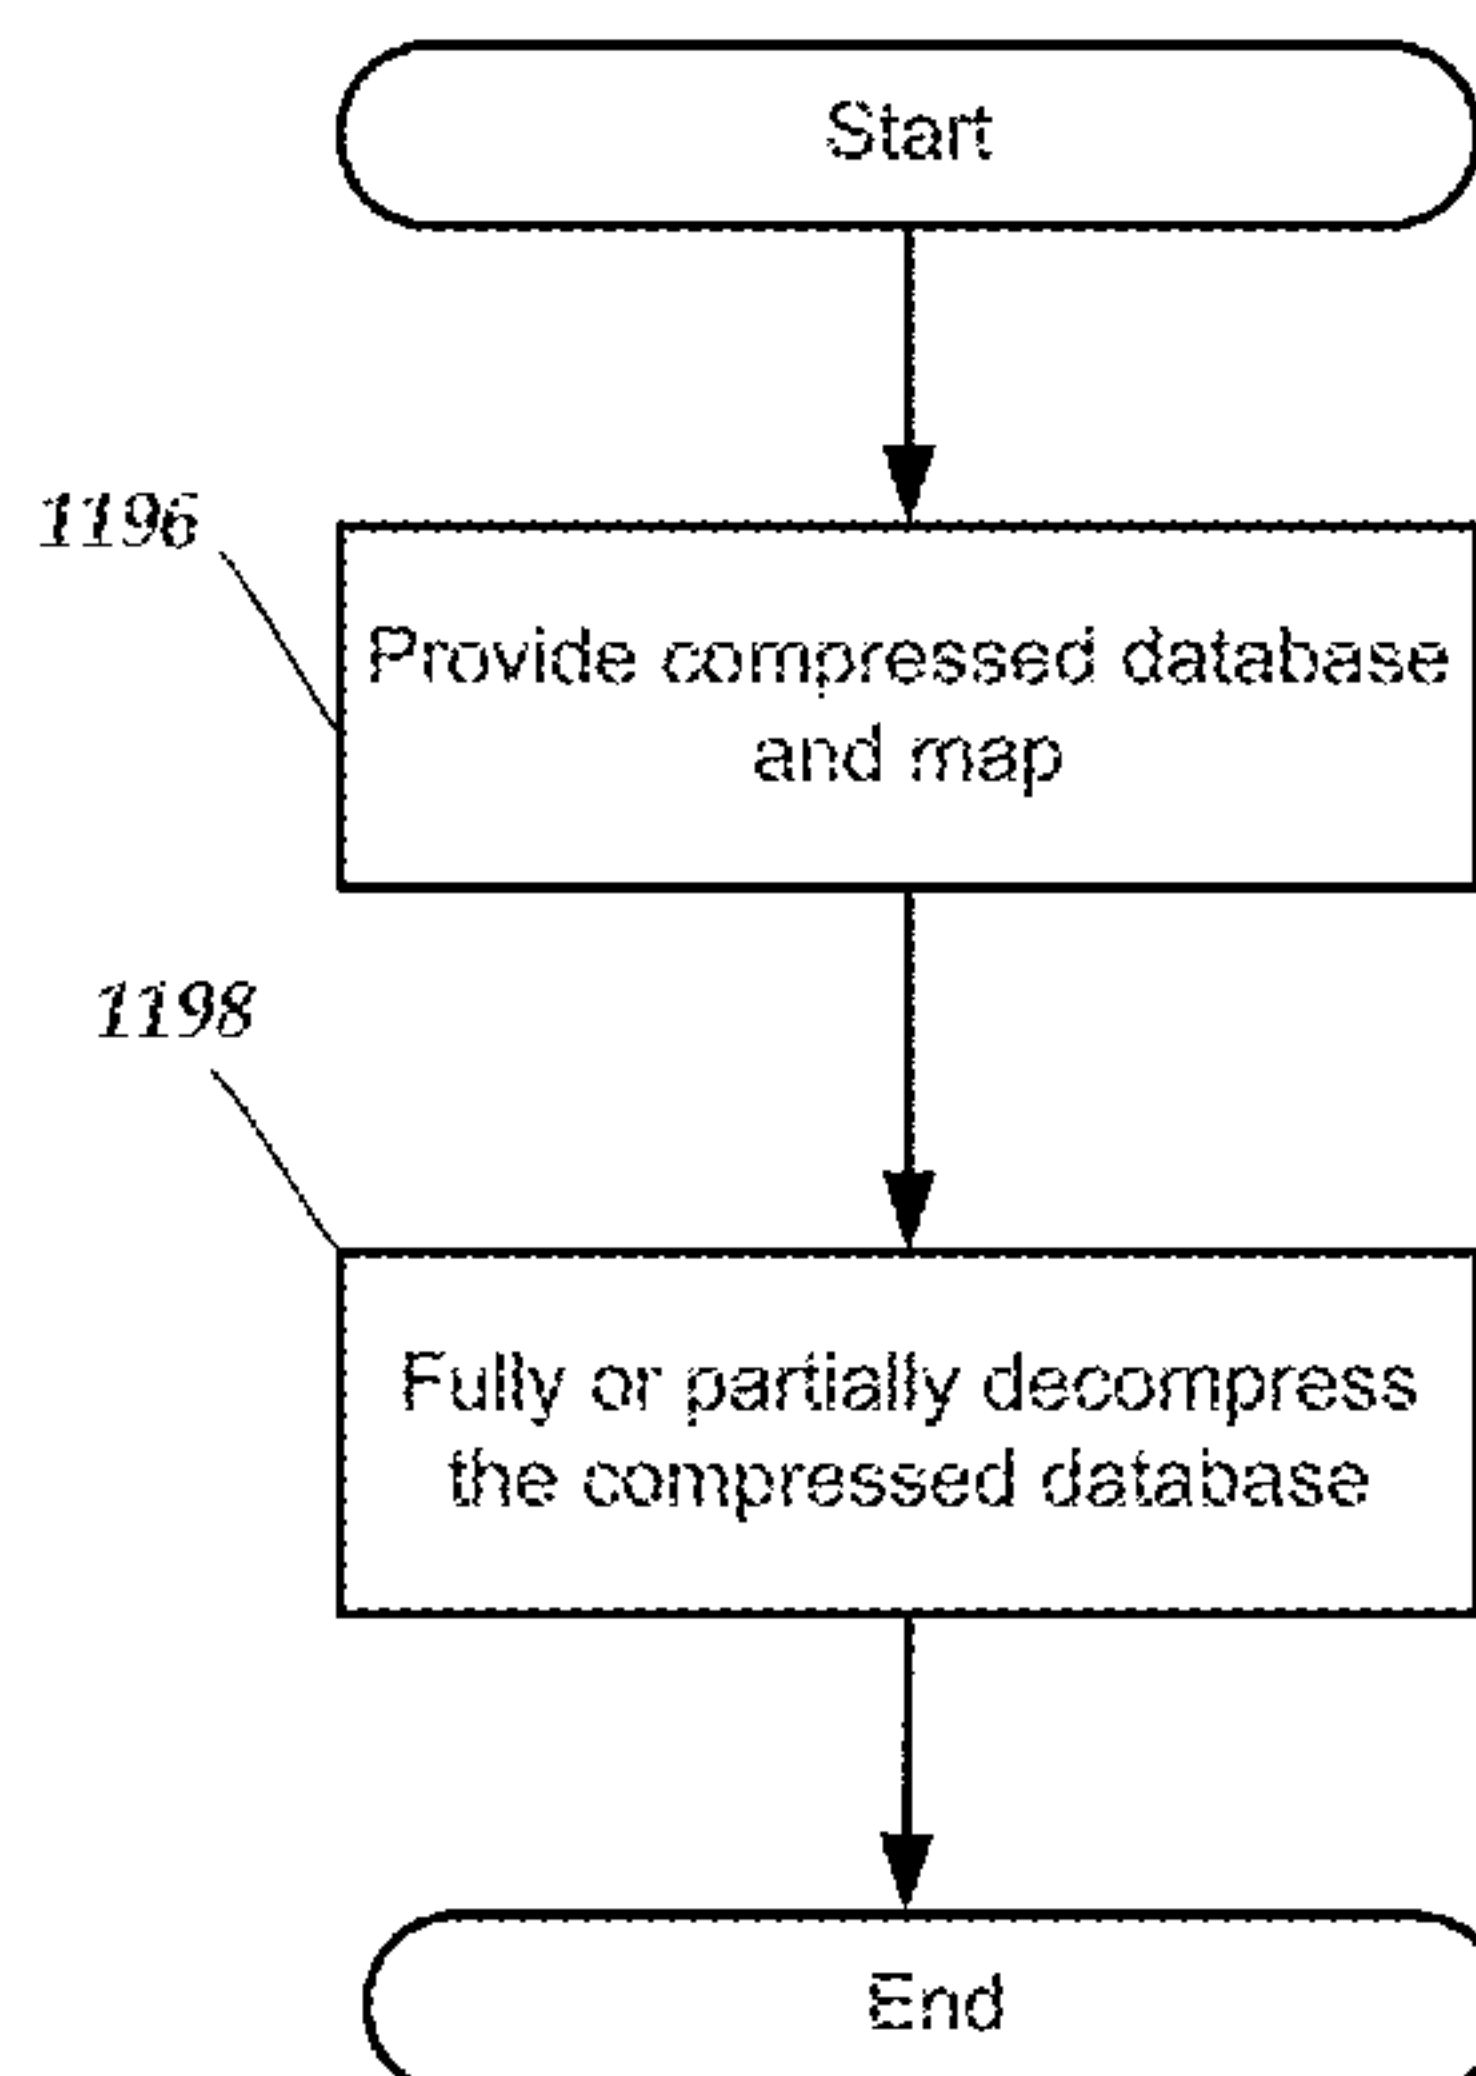 Start
1196
Provide compressed database
and map
1198
Fully or partially decompress
the compressed database
End